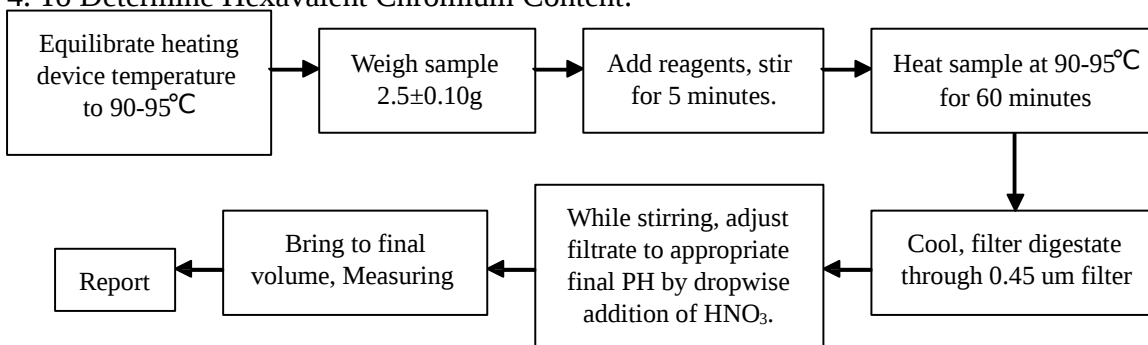 4. To Determine Hexavalent Chromium Content:
Equilibrate heating
device temperature
to 90-95℃
Weigh sample
2.5±0.10g
Add reagents, stir
for 5 minutes.
Heat sample at 90-95℃
for 60 minutes
Cool, filter digestate
through 0.45 um filter
While stirring, adjust
filtrate to appropriate
final PH by dropwise
addition of HNO₃.
Bring to final
volume, Measuring
Report